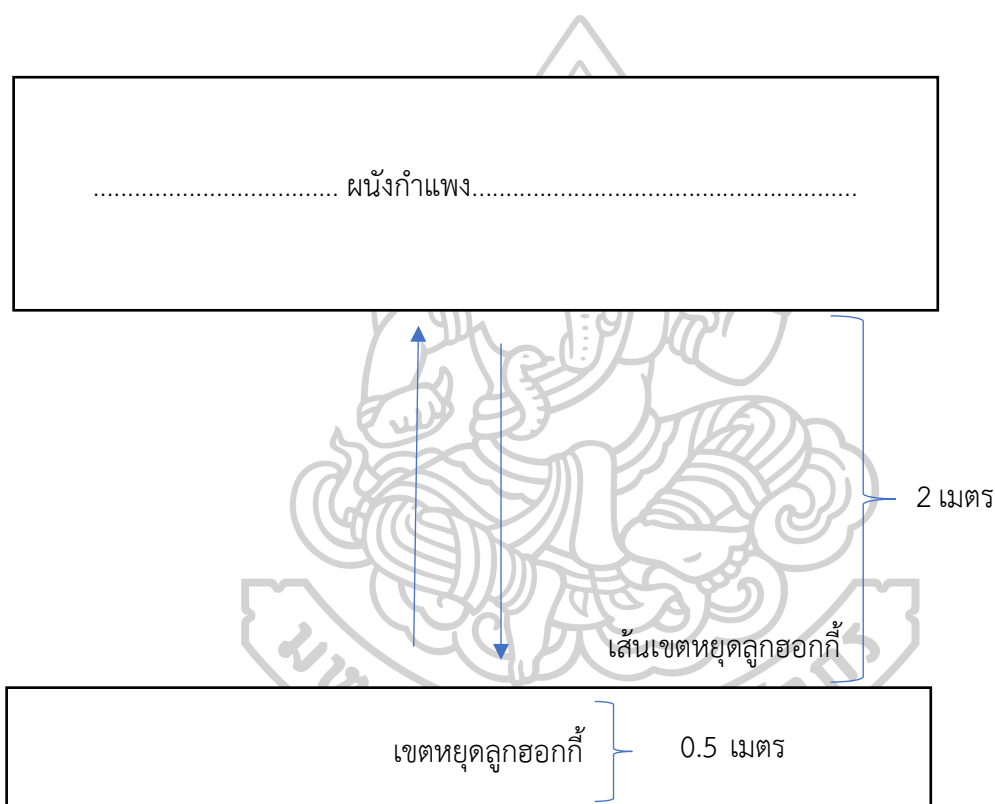 .................................... ผนังกำแพง.........................................................
2 เมตร
เส้นเขตหยุดลูกฮอกกี้
เขตหยุดลูกฮอกกี้ 0.5 เมตร